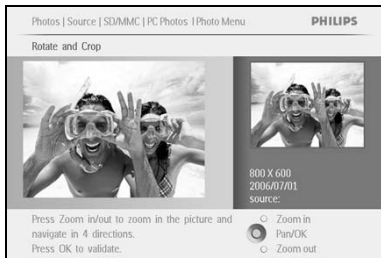 Photos | Source | SD/MMC | PC Photos | Photo Menu
PHILIPS
Rotate and Crop
800 X 600
2006/07/01
source:
Press Zoom in/out to zoom in the picture and
navigate in 4 directions.
Press OK to validate.
Zoom in
Pan/OK
Zoom out